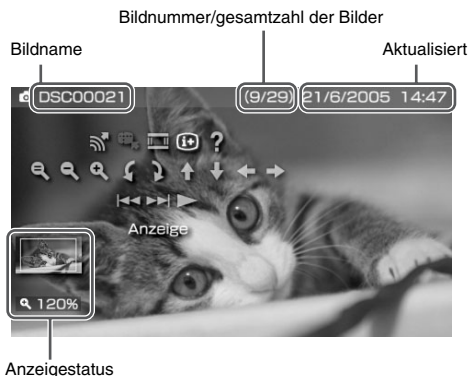 Bildnummer/gesamtzahl der Bilder
Bildname
Aktualisiert
DSC00021 (9/29) 21/6/2005 14:47
i+ ?
Anzeige
120%
Anzeigestatus